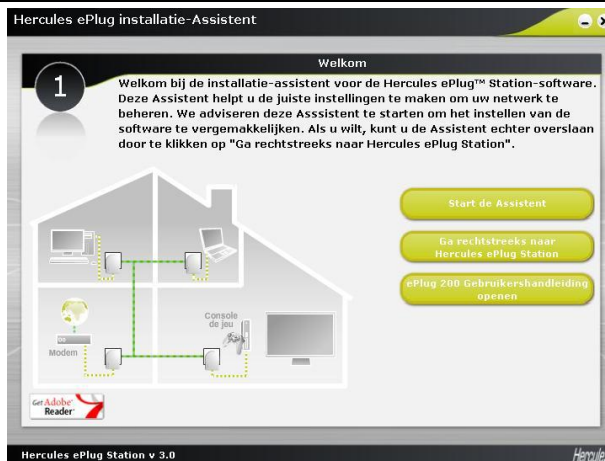 Hercules ePlug installatie-Assistent
Welkom
1
Welkom bij de installatie-assistent voor de Hercules ePlug™ Station-software.
Deze Assistent helpt u de juiste instellingen te maken om uw netwerk te
beheren. We adviseren deze Asssistent te starten om het instellen van de
software te vergemakkelijken. Als u wilt, kunt u de Assistent echter overslaan
door te klikken op "Ga rechtstreeks naar Hercules ePlug Station".
Start de Assistent
Ga rechtstreeks naar
Hercules ePlug Station
ePlug 200 Gebruikershandleiding
openen
Console
de jeu
Modem
Get Adobe®
Reader®
Hercules ePlug Station v 3.0
Hercule